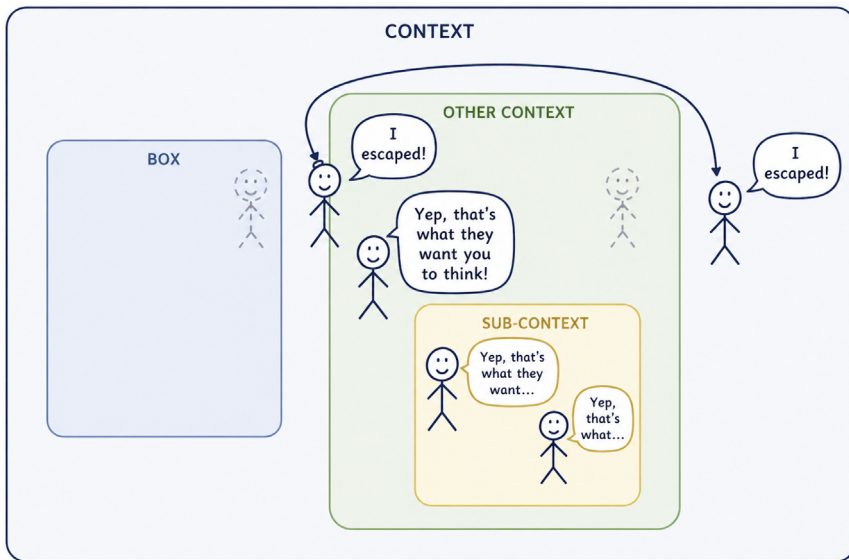 CONTEXT
OTHER CONTEXT
I
escaped!
BOX
I
escaped!
Yep, that's
what they
want you
to think!
SUB-CONTEXT
Yep, that's
what they
want...
Yep,
that's
what...